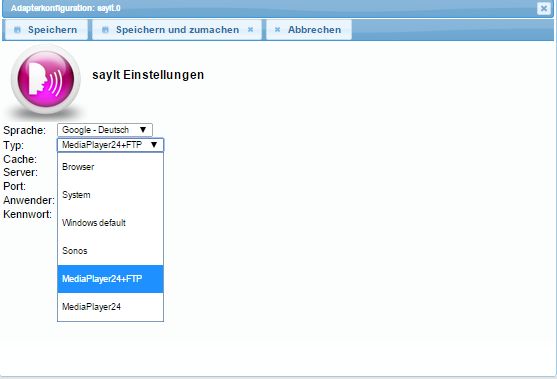 Adapterkonfiguration: sayit.0
Speichern
Speichern und zumachen
Abbrechen
sayIt Einstellungen
Sprache: Google - Deutsch
Typ: MediaPlayer24+FTP
Cache:
Browser
Server:
System
Port:
Anwender:
Windows default
Kennwort:
Sonos
MediaPlayer24+FTP
MediaPlayer24